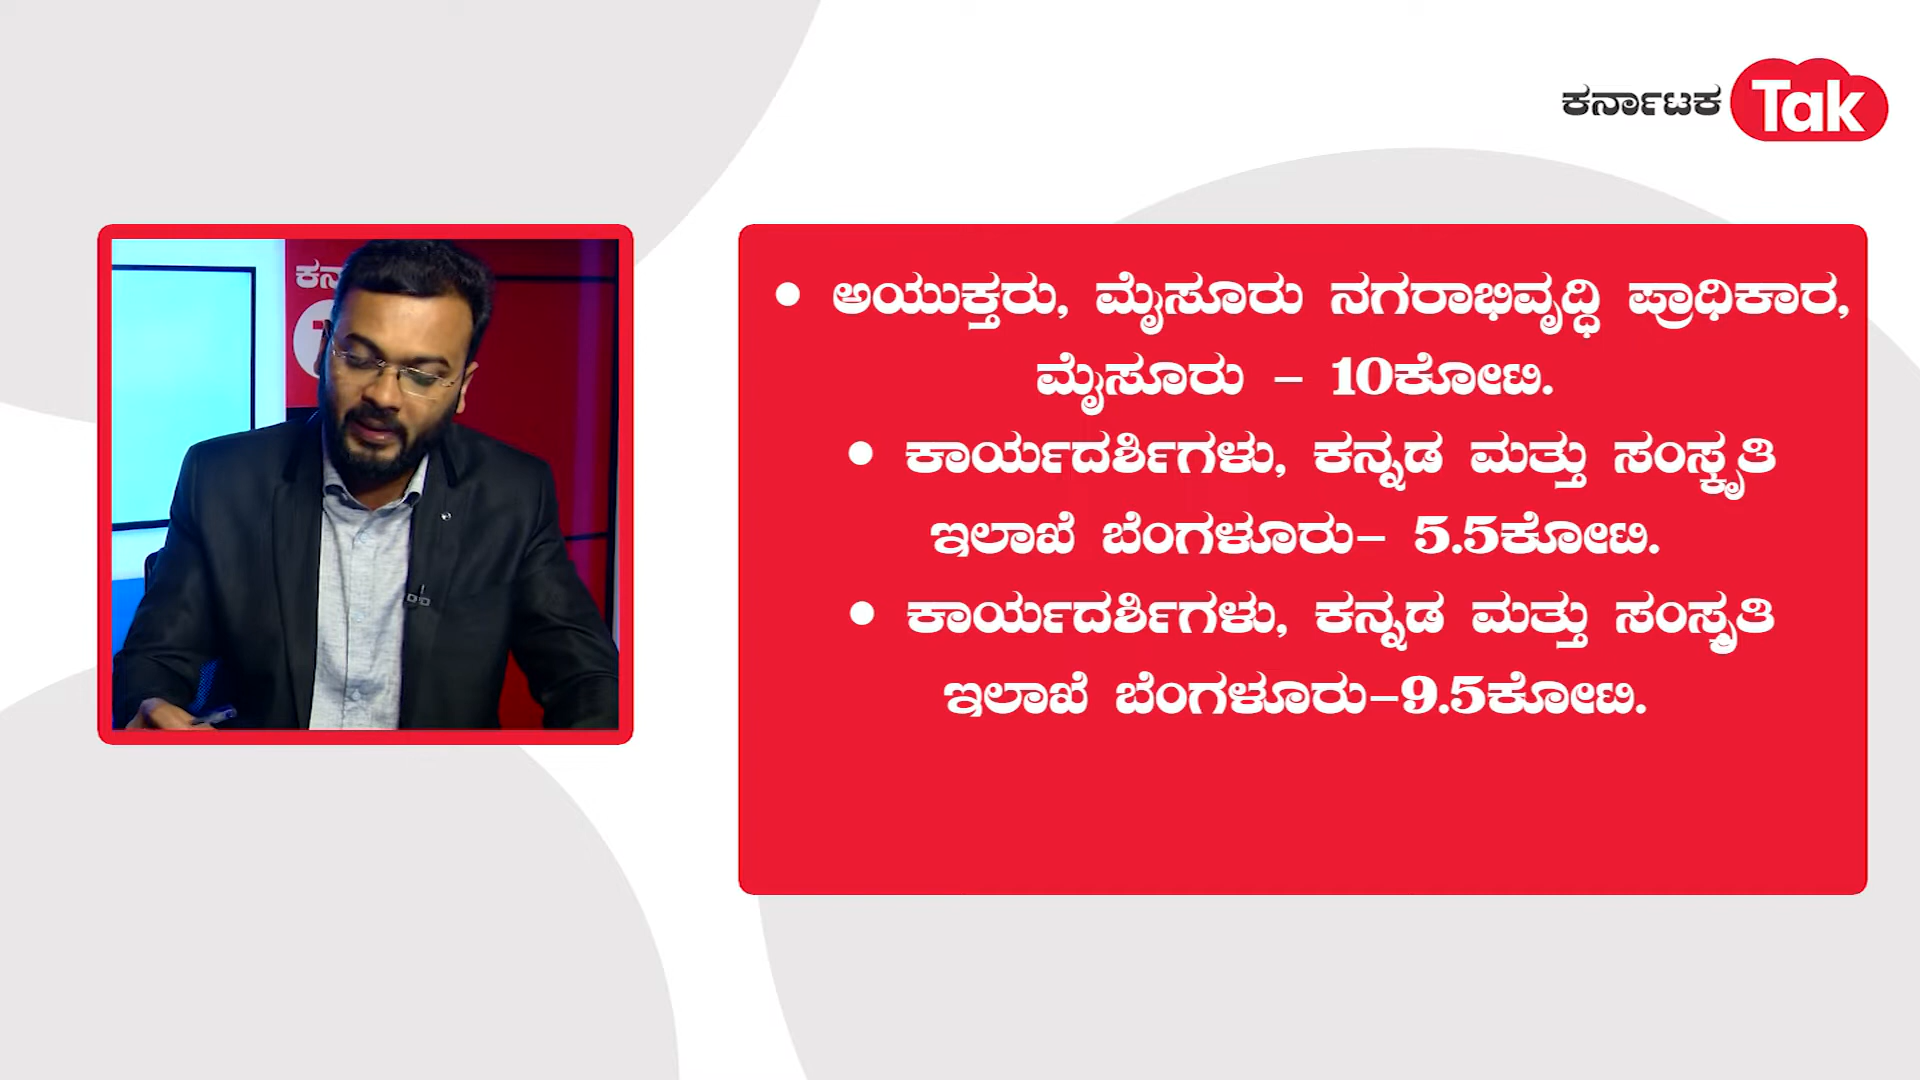 ಕರ್ನಾಟಕ Tak
ಕನ
• ಅಯುಕ್ತರು, ಮೈಸೂರು ನಗರಾಭಿವೃದ್ಧಿ ಪ್ರಾಧಿಕಾರ,
ಮೈಸೂರು - 10ಕೋಟಿ.
• ಕಾರ್ಯದರ್ಶಿಗಳು, ಕನ್ನಡ ಮತ್ತು ಸಂಸ್ಕೃತಿ
ಇಲಾಖೆ ಬೆಂಗಳೂರು- 5.5ಕೋಟಿ.
• ಕಾರ್ಯದರ್ಶಿಗಳು, ಕನ್ನಡ ಮತ್ತು ಸಂಸ್ಕೃತಿ
ಇಲಾಖೆ ಬೆಂಗಳೂರು-9.5ಕೋಟಿ.